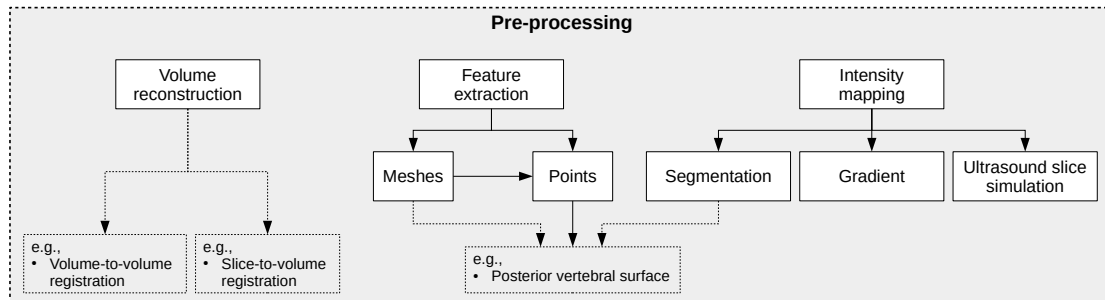 Pre-processing
Volume
reconstruction
Feature
extraction
Intensity
mapping
Meshes
Points
Segmentation
Gradient
Ultrasound slice
simulation
e.g.,
• Volume-to-volume
registration
e.g.,
• Slice-to-volume
registration
e.g.,
• Posterior vertebral surface